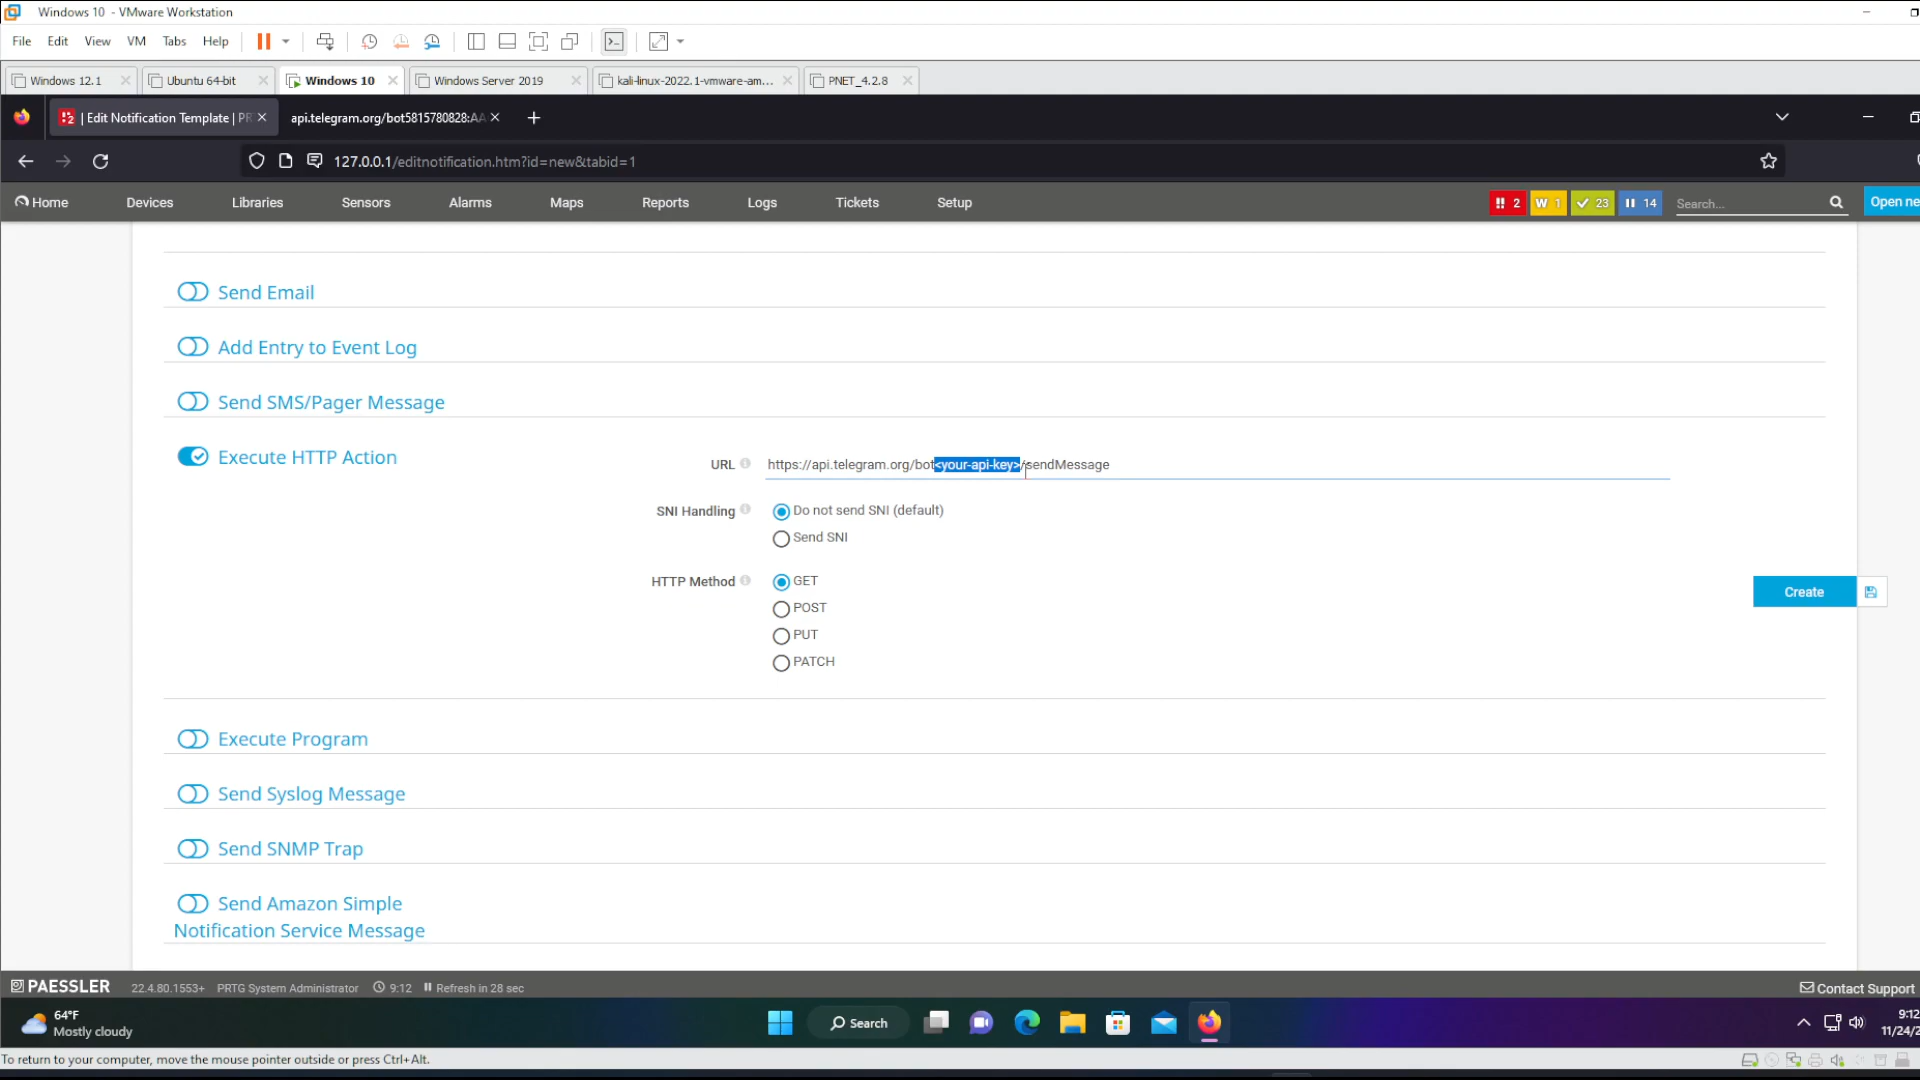 Windows 10 - VMware Workstation
File Edit View VM Tabs Help
Windows 12.1 Ubuntu 64-bit Windows 10 Windows Server 2019 kali-linux-2022.1-vmware-am... PNET_4.2.8
| Edit Notification Template | PR api.telegram.org/bot5815780828:AA
127.0.0.1/editnotification.htm?id=new&tabid=1
Home Devices Libraries Sensors Alarms Maps Reports Logs Tickets Setup !! 2 W 1 23 14 Search... Open ne
Send Email
Add Entry to Event Log
Send SMS/Pager Message
Execute HTTP Action
URL https://api.telegram.org/bot<your-api-key>/sendMessage
SNI Handling Do not send SNI (default)
Send SNI
HTTP Method GET
POST
PUT
PATCH
Create
Execute Program
Send Syslog Message
Send SNMP Trap
Send Amazon Simple
Notification Service Message
PAESSLER 22.4.80.1553+ PRTG System Administrator 9:12 Refresh in 28 sec Contact Support
64°F
Mostly cloudy
Search
9:12
11/24/2
To return to your computer, move the mouse pointer outside or press Ctrl+Alt.